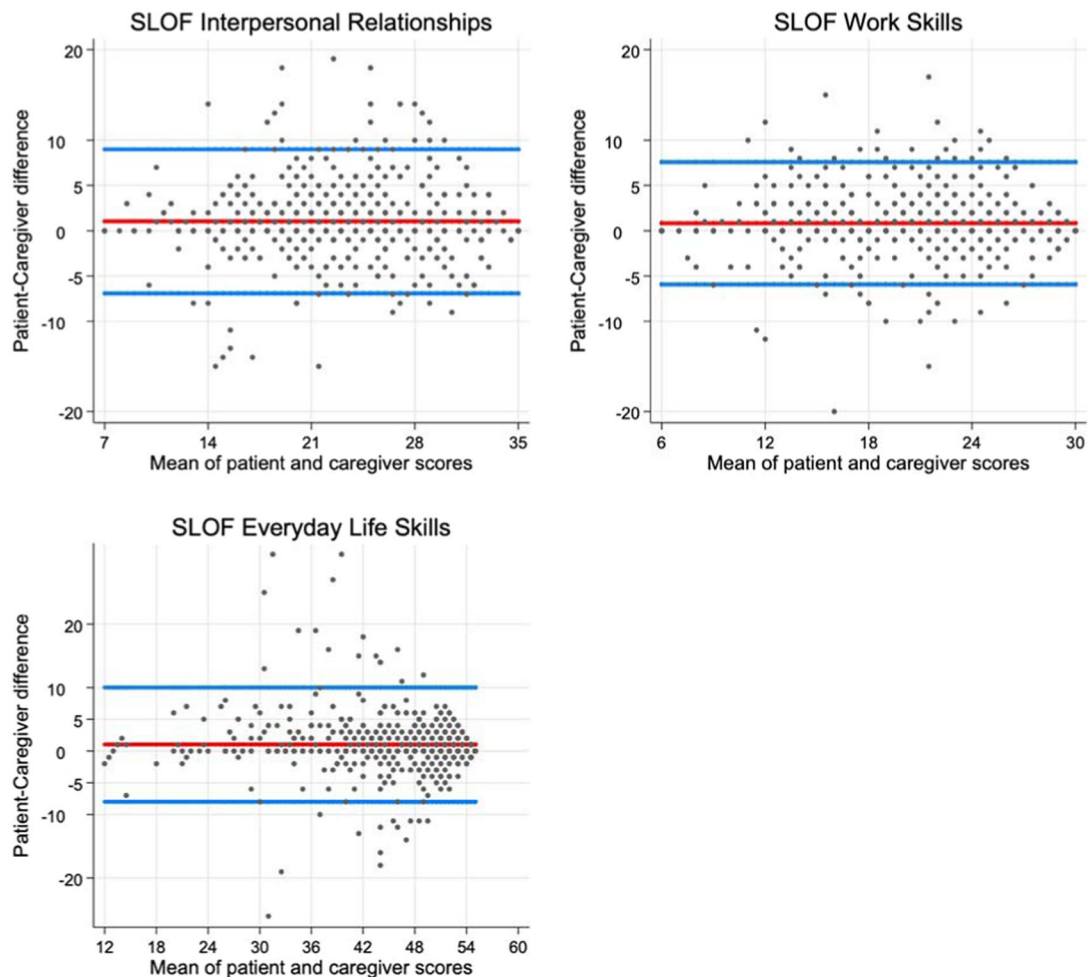 SLOF Interpersonal Relationships
Patient-Caregiver difference
20
10
5
0
-5
-10
-20
7 14 21 28 35
Mean of patient and caregiver scores
SLOF Work Skills
Patient-Caregiver difference
20
10
5
0
-5
-10
-20
6 12 18 24 30
Mean of patient and caregiver scores
SLOF Everyday Life Skills
Patient-Caregiver difference
20
10
5
0
-5
-10
-20
12 18 24 30 36 42 48 54 60
Mean of patient and caregiver scores